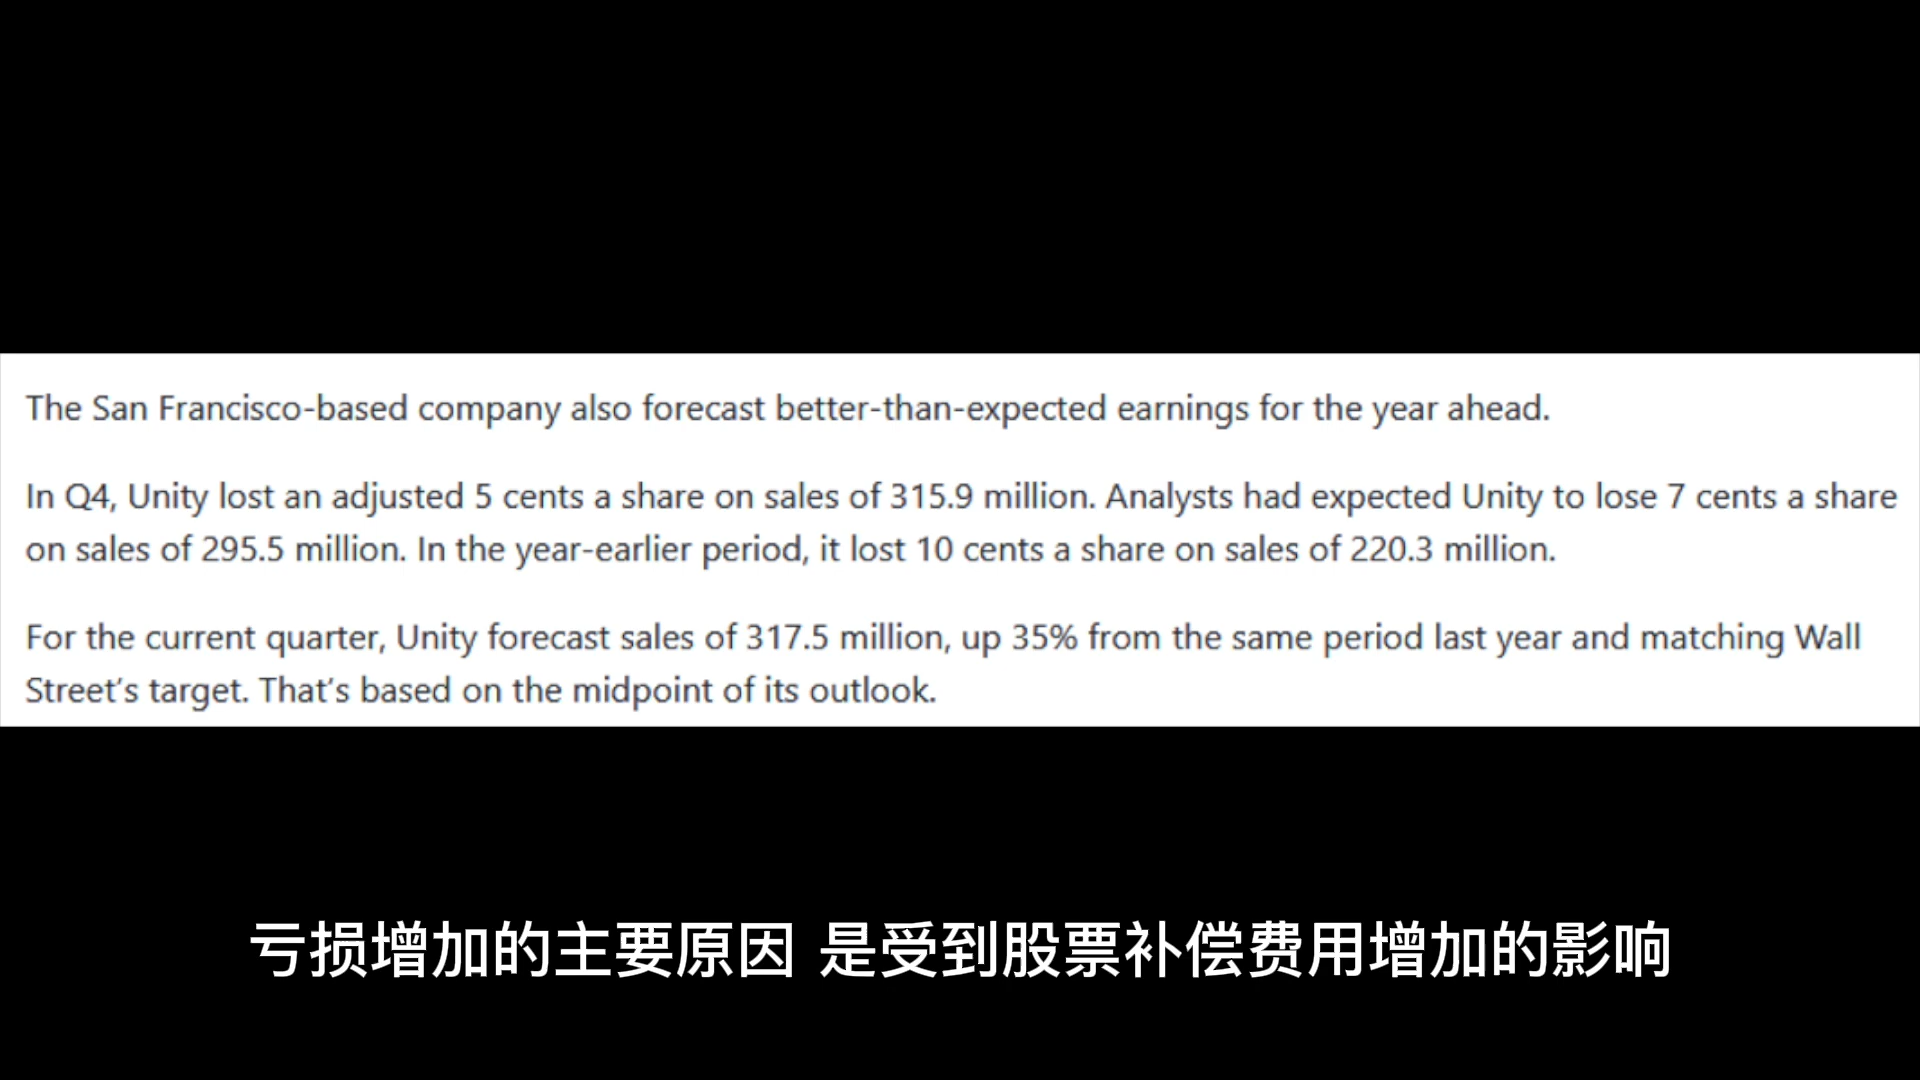 The San Francisco-based company also forecast better-than-expected earnings for the year ahead.
In Q4, Unity lost an adjusted 5 cents a share on sales of 315.9 million. Analysts had expected Unity to lose 7 cents a share
on sales of 295.5 million. In the year-earlier period, it lost 10 cents a share on sales of 220.3 million.
For the current quarter, Unity forecast sales of 317.5 million, up 35% from the same period last year and matching Wall
Street’s target. That’s based on the midpoint of its outlook.
亏损增加的主要原因 是受到股票补偿费用增加的影响